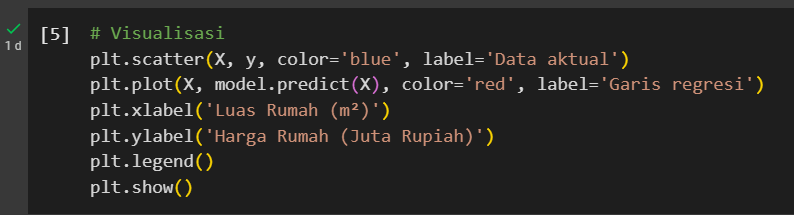 [5] # Visualisasi
plt.scatter(X, y, color='blue', label='Data aktual')
plt.plot(X, model.predict(X), color='red', label='Garis regresi')
1 d
plt.xlabel('Luas Rumah (m²)')
plt.ylabel('Harga Rumah (Juta Rupiah)')
plt.legend()
plt.show()